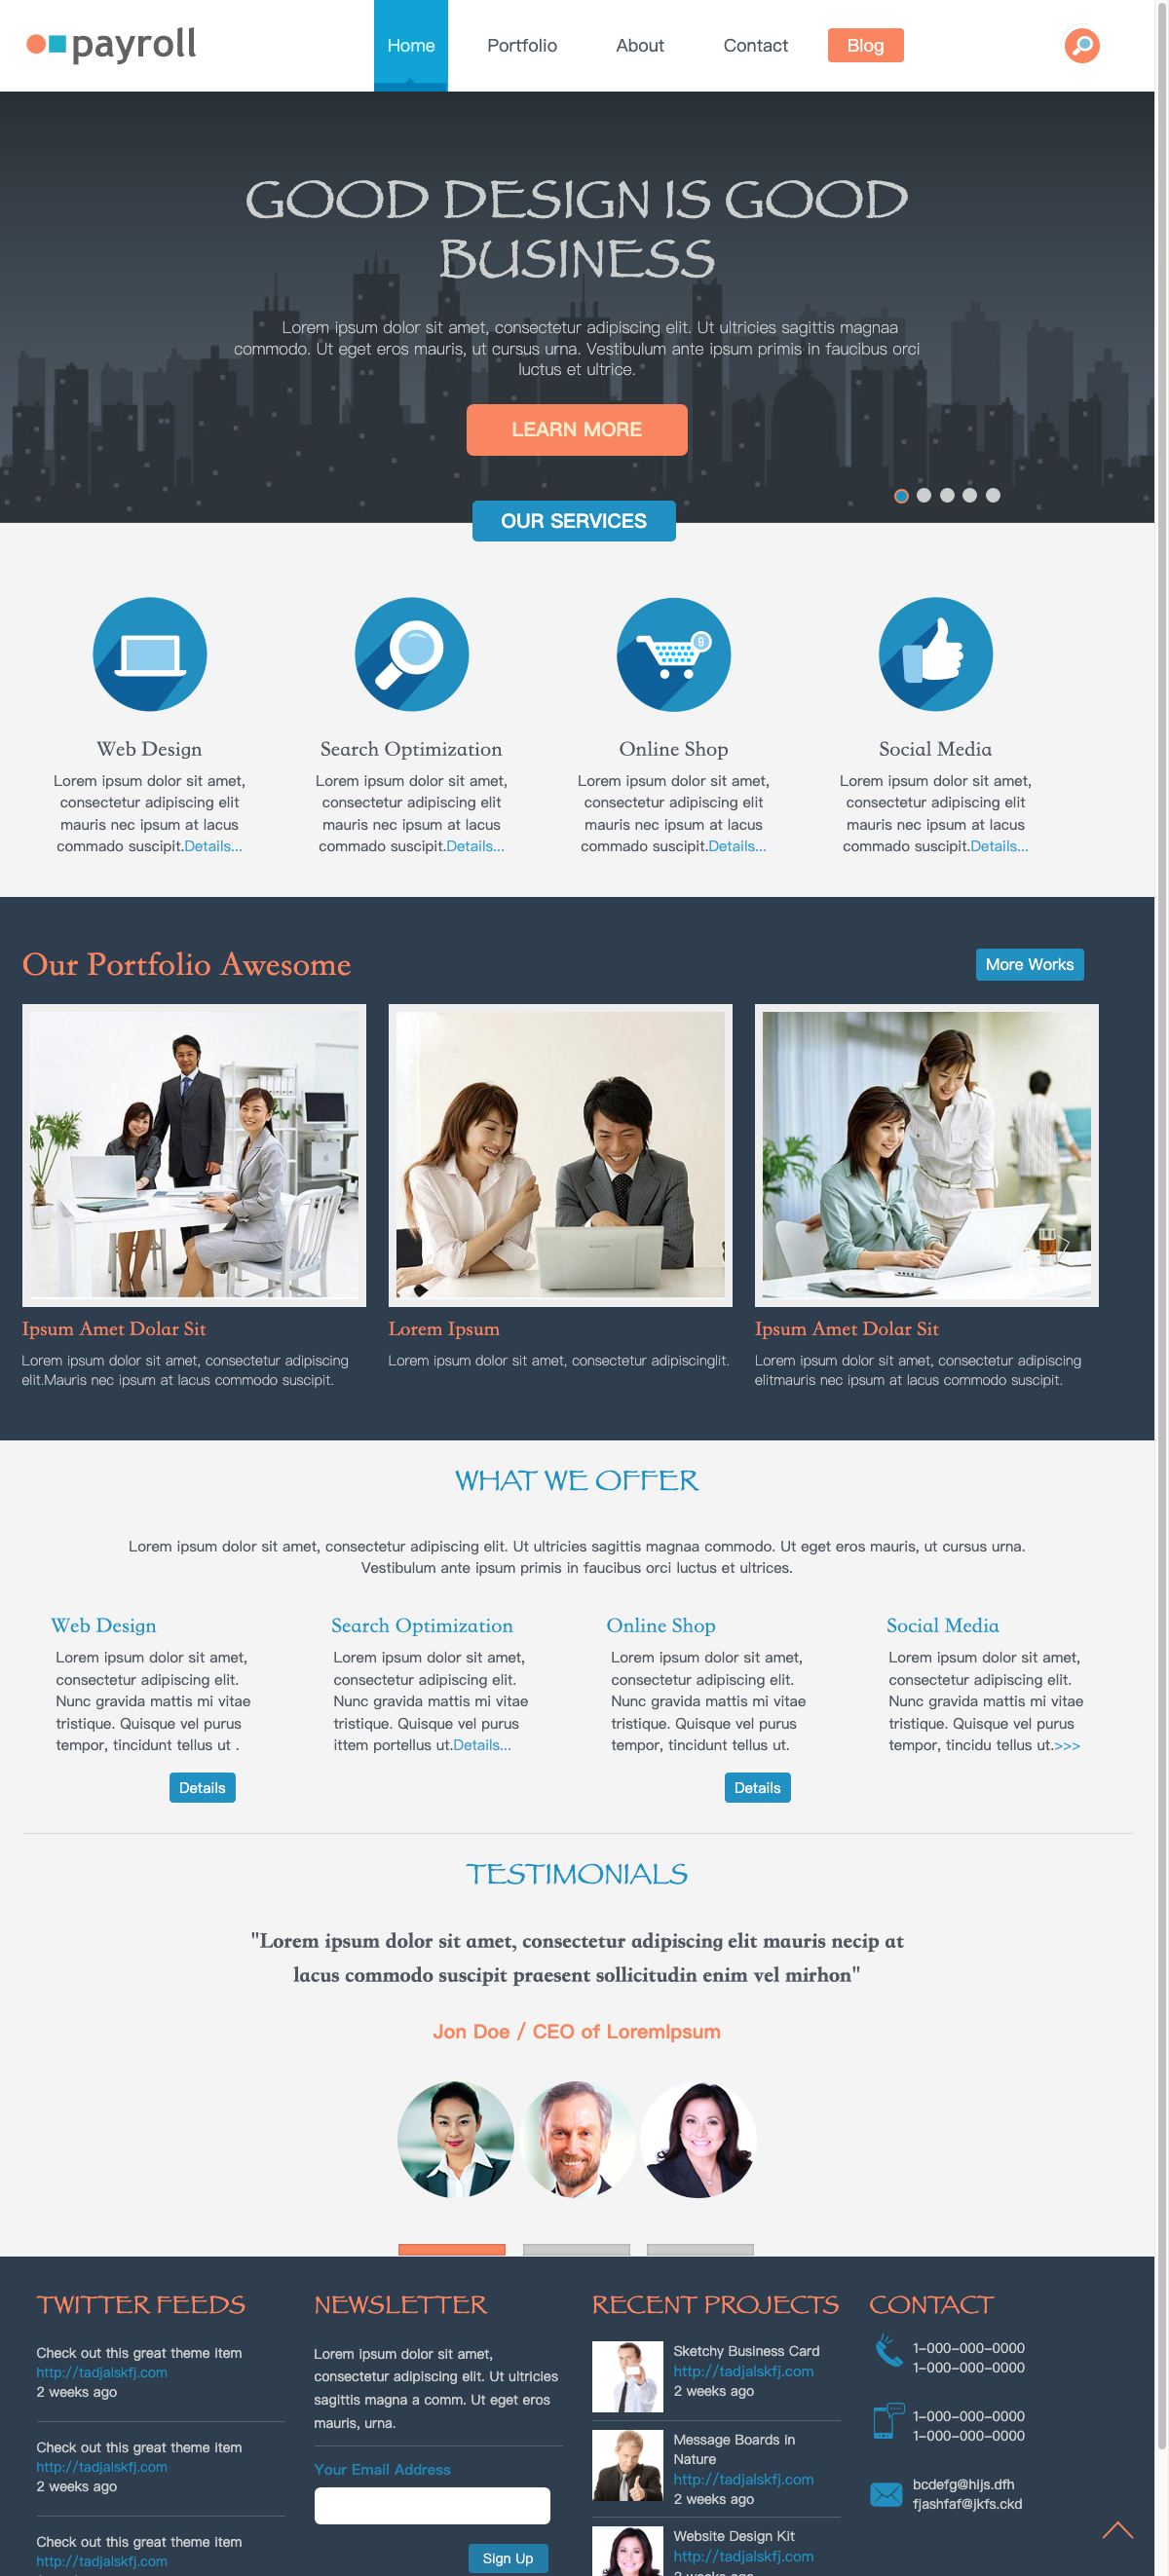 payroll
Home Portfolio About Contact Blog
GOOD DESIGN IS GOOD
BUSINESS
Lorem ipsum dolor sit amet, consectetur adipiscing elit. Ut ultricies sagittis magnaa
commodo. Ut eget eros mauris, ut cursus urna. Vestibulum ante ipsum primis in faucibus orci
luctus et ultrice.
LEARN MORE
OUR SERVICES
Web Design
Lorem ipsum dolor sit amet,
consectetur adipiscing elit
mauris nec ipsum at lacus
commado suscipit.Details...
Search Optimization
Lorem ipsum dolor sit amet,
consectetur adipiscing elit
mauris nec ipsum at lacus
commado suscipit.Details...
Online Shop
Lorem ipsum dolor sit amet,
consectetur adipiscing elit
mauris nec ipsum at lacus
commado suscipit.Details...
Social Media
Lorem ipsum dolor sit amet,
consectetur adipiscing elit
mauris nec ipsum at lacus
commado suscipit.Details...
Our Portfolio Awesome
More Works
Ipsum Amet Dolar Sit
Lorem ipsum dolor sit amet, consectetur adipiscing
elit.Mauris nec ipsum at lacus commodo suscipit.
Lorem Ipsum
Lorem ipsum dolor sit amet, consectetur adipiscinglit.
Ipsum Amet Dolar Sit
Lorem ipsum dolor sit amet, consectetur adipiscing
elitmauris nec ipsum at lacus commodo suscipit.
WHAT WE OFFER
Lorem ipsum dolor sit amet, consectetur adipiscing elit. Ut ultricies sagittis magnaa commodo. Ut eget eros mauris, ut cursus urna.
Vestibulum ante ipsum primis in faucibus orci luctus et ultrices.
Web Design
Lorem ipsum dolor sit amet,
consectetur adipiscing elit.
Nunc gravida mattis mi vitae
tristique. Quisque vel purus
tempor, tincidunt tellus ut .
Details
Search Optimization
Lorem ipsum dolor sit amet,
consectetur adipiscing elit.
Nunc gravida mattis mi vitae
tristique. Quisque vel purus
ittem portellus ut.Details...
Online Shop
Lorem ipsum dolor sit amet,
consectetur adipiscing elit.
Nunc gravida mattis mi vitae
tristique. Quisque vel purus
tempor, tincidunt tellus ut.
Details
Social Media
Lorem ipsum dolor sit amet,
consectetur adipiscing elit.
Nunc gravida mattis mi vitae
tristique. Quisque vel purus
tempor, tincidu tellus ut.>>>
TESTIMONIALS
"Lorem ipsum dolor sit amet, consectetur adipiscing elit mauris necip at
lacus commodo suscipit praesent sollicitudin enim vel mirhon"
Jon Doe / CEO of LoremIpsum
TWITTER FEEDS
Check out this great theme item
http://tadjalskfj.com
2 weeks ago
Check out this great theme item
http://tadjalskfj.com
2 weeks ago
Check out this great theme item
http://tadjalskfj.com
NEWSLETTER
Lorem ipsum dolor sit amet,
consectetur adipiscing elit. Ut ultricies
sagittis magna a comm. Ut eget eros
mauris, urna.
Your Email Address
Sign Up
RECENT PROJECTS
Sketchy Business Card
http://tadjalskfj.com
2 weeks ago
Message Boards in
Nature
http://tadjalskfj.com
2 weeks ago
Website Design Kit
http://tadjalskfj.com
2 weeks ago
CONTACT
1-000-000-0000
1-000-000-0000
1-000-000-0000
1-000-000-0000
bcdefg@hijs.dfh
fjashfaf@jkfs.ckd